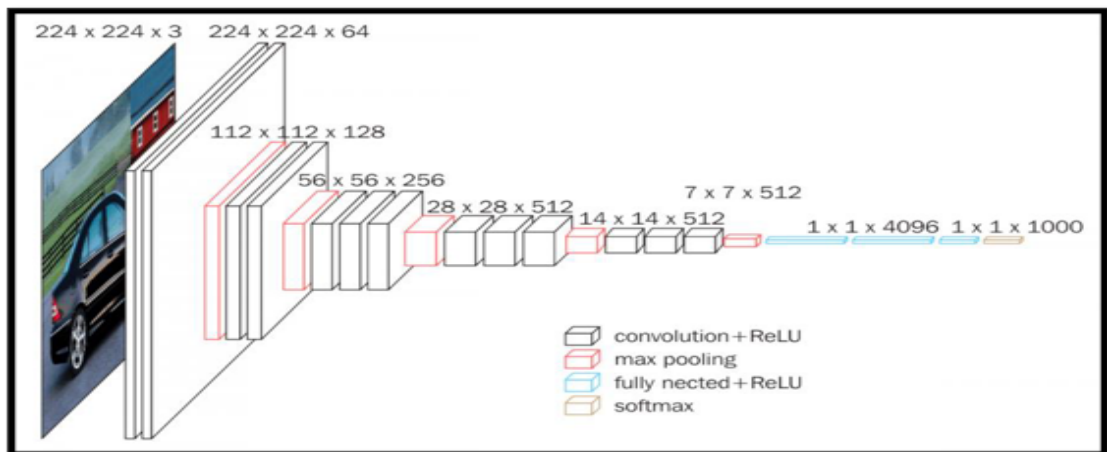 224 x 224 x 3
224 x 224 x 64
112 x 112 x 128
56 x 56 x 256
28 x 28 x 512
14 x 14 x 512
7 x 7 x 512
1 x 1 x 4096
1 x 1 x 1000
convolution+ReLU
max pooling
fully nected+ReLU
softmax